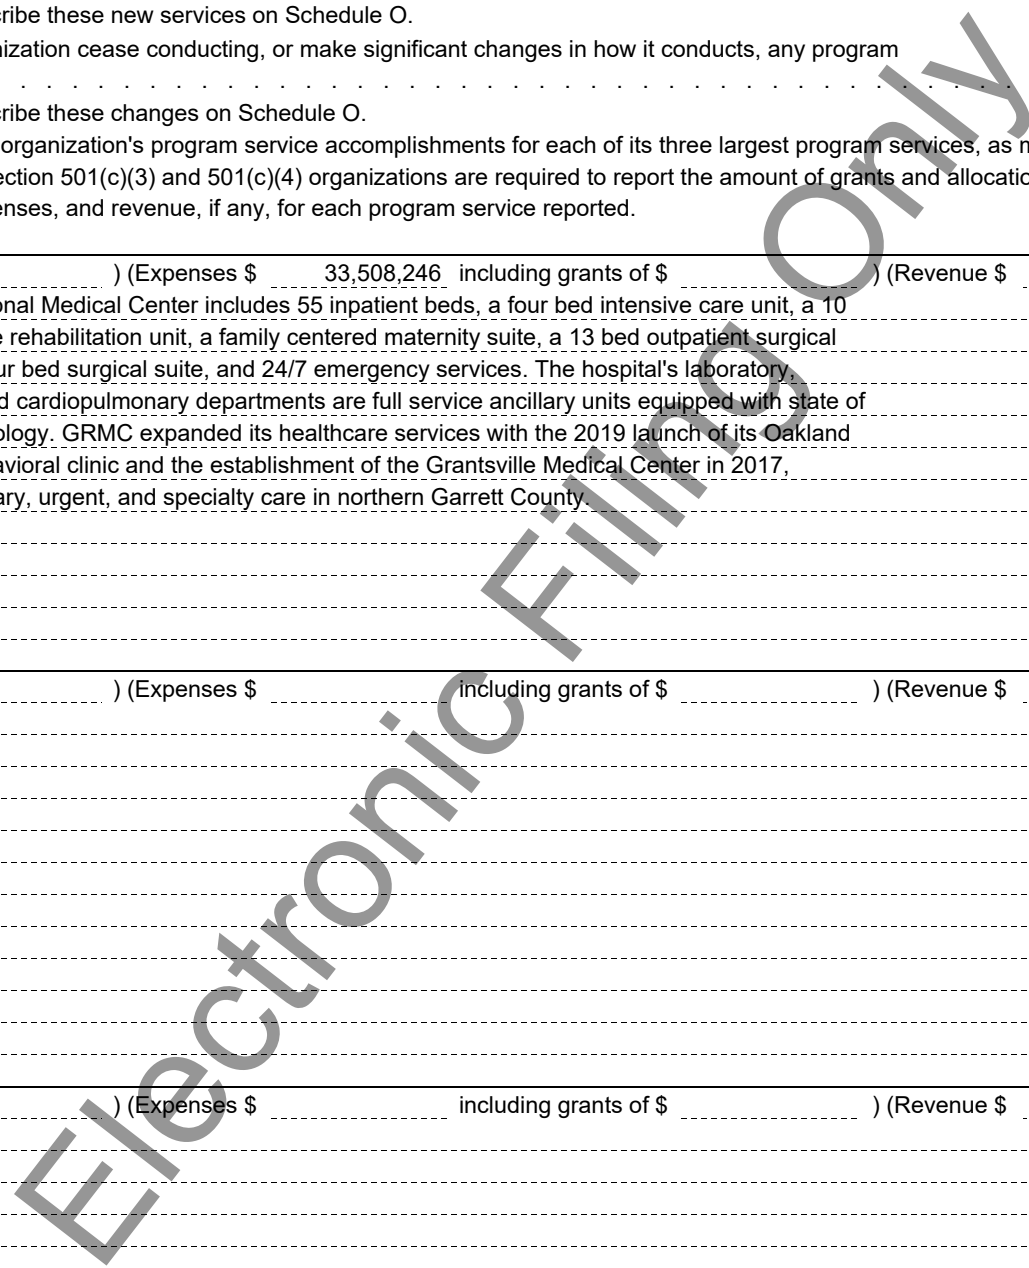 ribe these new services on Schedule O.
nization cease conducting, or make significant changes in how it conducts, any program
. . . . . . . . . . . . . . . . . . . . . . . . . . . . . . . . . . . . . . .
ribe these changes on Schedule O.
organization's program service accomplishments for each of its three largest program services, as m
ection 501(c)(3) and 501(c)(4) organizations are required to report the amount of grants and allocatio
enses, and revenue, if any, for each program service reported.
) (Expenses $ 33,508,246 including grants of $ ) (Revenue $
onal Medical Center includes 55 inpatient beds, a four bed intensive care unit, a 10
e rehabilitation unit, a family centered maternity suite, a 13 bed outpatient surgical
ur bed surgical suite, and 24/7 emergency services. The hospital's laboratory,
d cardiopulmonary departments are full service ancillary units equipped with state of
ology. GRMC expanded its healthcare services with the 2019 launch of its Oakland
avioral clinic and the establishment of the Grantsville Medical Center in 2017,
ary, urgent, and specialty care in northern Garrett County.
) (Expenses $ including grants of $ ) (Revenue $
) (Expenses $ including grants of $ ) (Revenue $
Electronic Filing Only